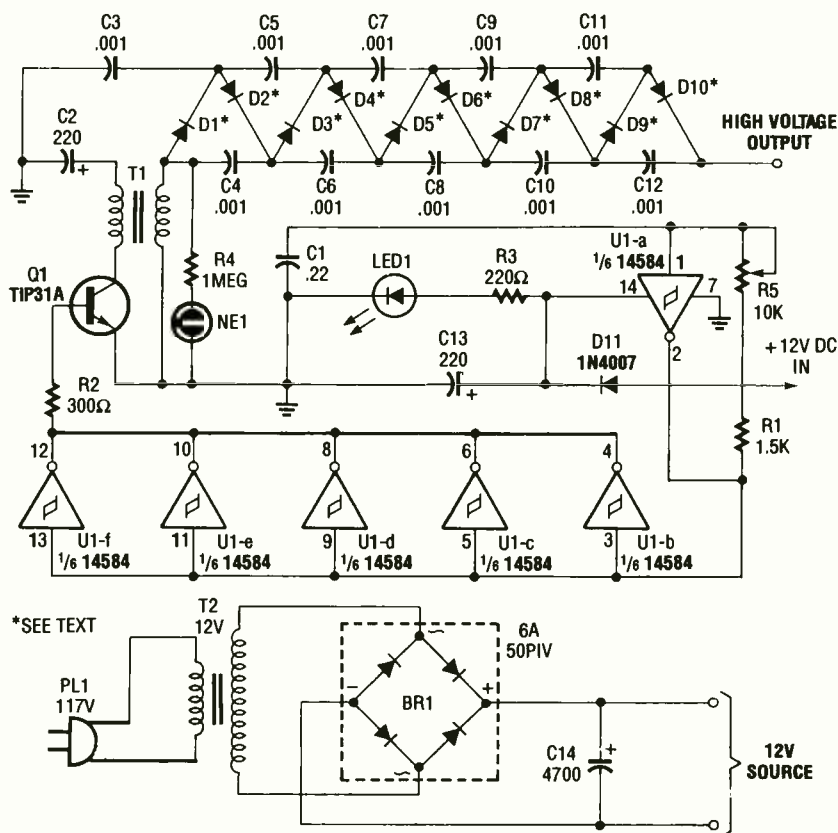 C3
.001
C5
.001
C7
.001
C9
.001
C11
.001
D1*
D2*
D3*
D4*
D5*
D6*
D7*
D8*
D9*
D10*
HIGH VOLTAGE
OUTPUT
C2
220
+
T1
C4
.001
C6
.001
C8
.001
C10
.001
C12
.001
Q1
TIP31A
R4
1MEG
NE1
C1
.22
LED1
R3
220Ω
U1-a
1/6 14584
14
1
7
2
R5
10K
+12V DC
IN
C13
220
+
D11
1N4007
R2
300Ω
R1
1.5K
12
10
8
6
4
13
U1-f
1/6 14584
11
U1-e
1/6 14584
9
U1-d
1/6 14584
5
U1-c
1/6 14584
3
U1-b
1/6 14584
*SEE TEXT
T2
12V
PL1
117V
6A
50PIV
~
−
BR1
+
~
C14
4700
+
12V
SOURCE